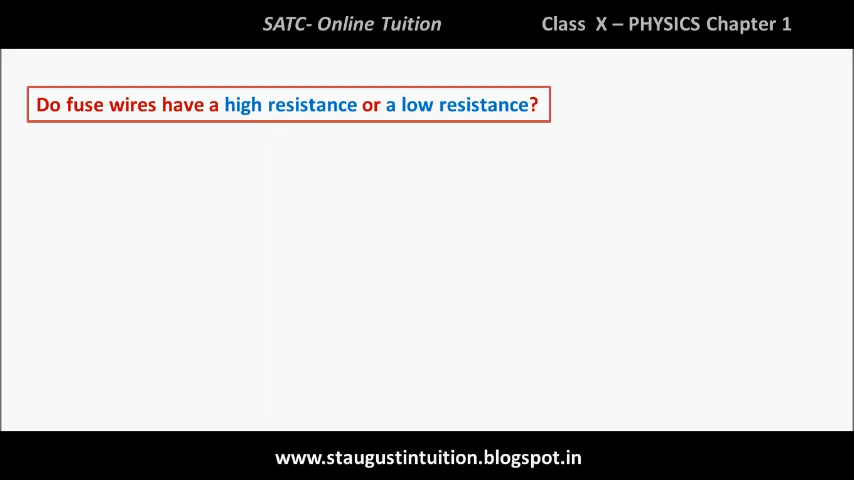 SATC- Online Tuition Class X – PHYSICS Chapter 1
Do fuse wires have a high resistance or a low resistance?
www.staugustintuition.blogspot.in